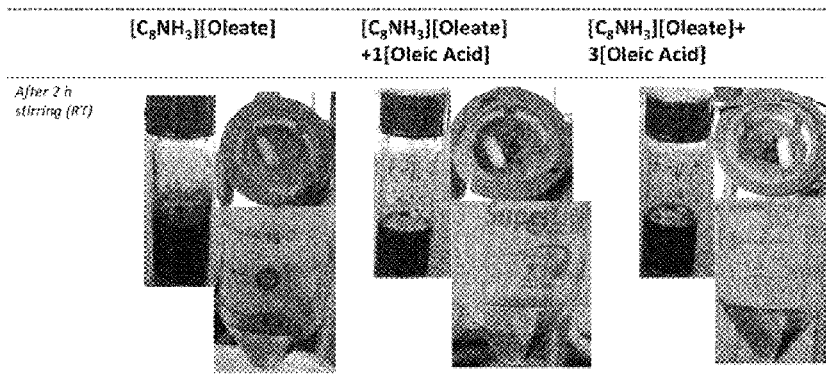 [C₈NH₃][Oleate]
[C₈NH₃][Oleate]
+1[Oleic Acid]
[C₈NH₃][Oleate]+
3[Oleic Acid]
After 2 h
stirring (RT)